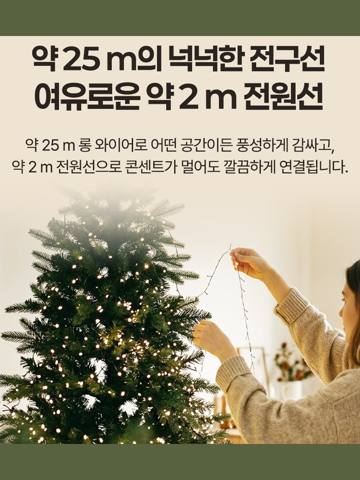 약 25 m의 넉넉한 전구선
여유로운 약 2 m 전원선
약 25 m 롱 와이어로 어떤 공간이든 풍성하게 감싸고,
약 2 m 전원선으로 콘센트가 멀어도 깔끔하게 연결됩니다.